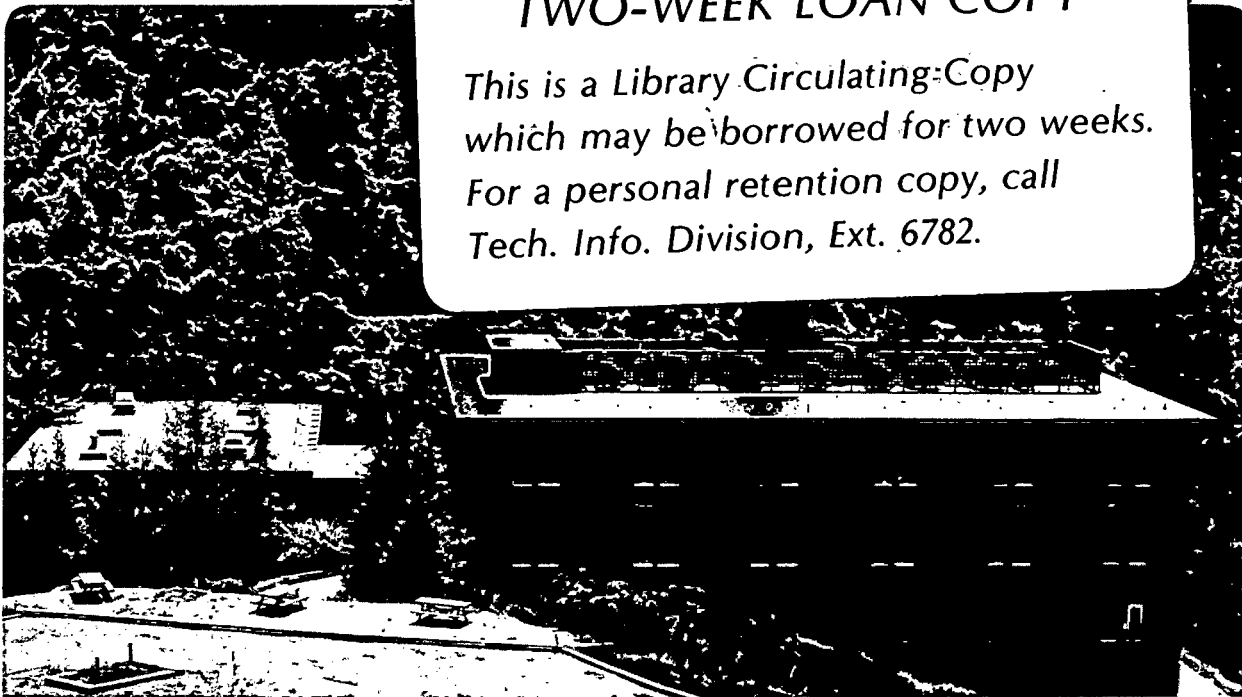 TWO-WEEK LOAN COPY
This is a Library Circulating Copy
which may be borrowed for two weeks.
For a personal retention copy, call
Tech. Info. Division, Ext. 6782.